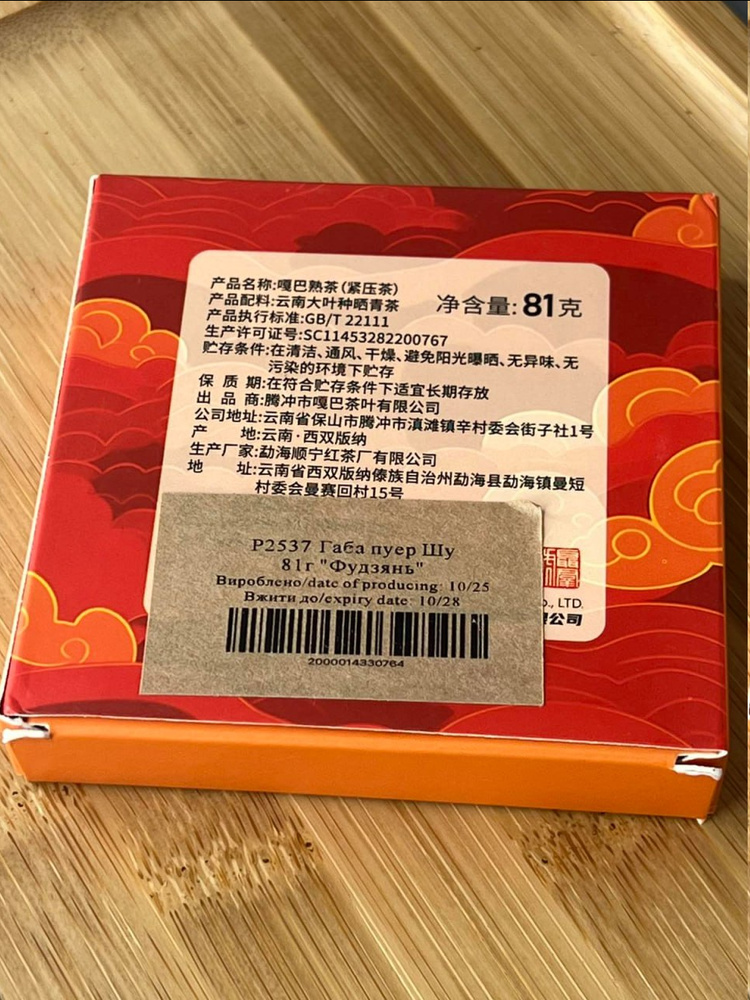 产品名称:嘎巴熟茶(紧压茶)
产品配料:云南大叶种晒青茶
净含量: 81克
产品执行标准:GB/T 22111
生产许可证号:SC11453282200767
贮存条件:在清洁、通风、干燥、避免阳光曝晒、无异味、无
污染的环境下贮存
保 质 期:在符合贮存条件下适宜长期存放
出 品 商:腾冲市嘎巴茶叶有限公司
公司地址:云南省保山市腾冲市滇滩镇辛村委会街子社1号
产 地:云南·西双版纳
生产厂家:勐海顺宁红茶厂有限公司
地 址:云南省西双版纳傣族自治州勐海县勐海镇曼短
村委会曼赛回村15号
P2537 Габа пуер Шу
81г "Фудзянь"
Вироблено/date of producing: 10/25
Вжити до/expiry date: 10/28
2000014330764
o., LTD.
限公司